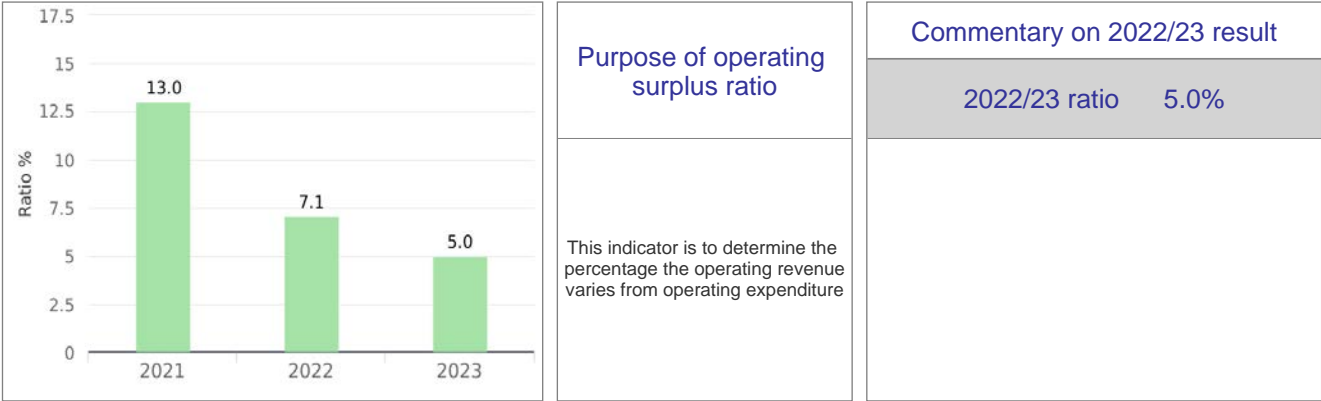 17.5
15
12.5
10
7.5
5
2.5
0
Ratio %
13.0
7.1
5.0
2021
2022
2023
Purpose of operating
surplus ratio
This indicator is to determine the
percentage the operating revenue
varies from operating expenditure
Commentary on 2022/23 result
2022/23 ratio 5.0%